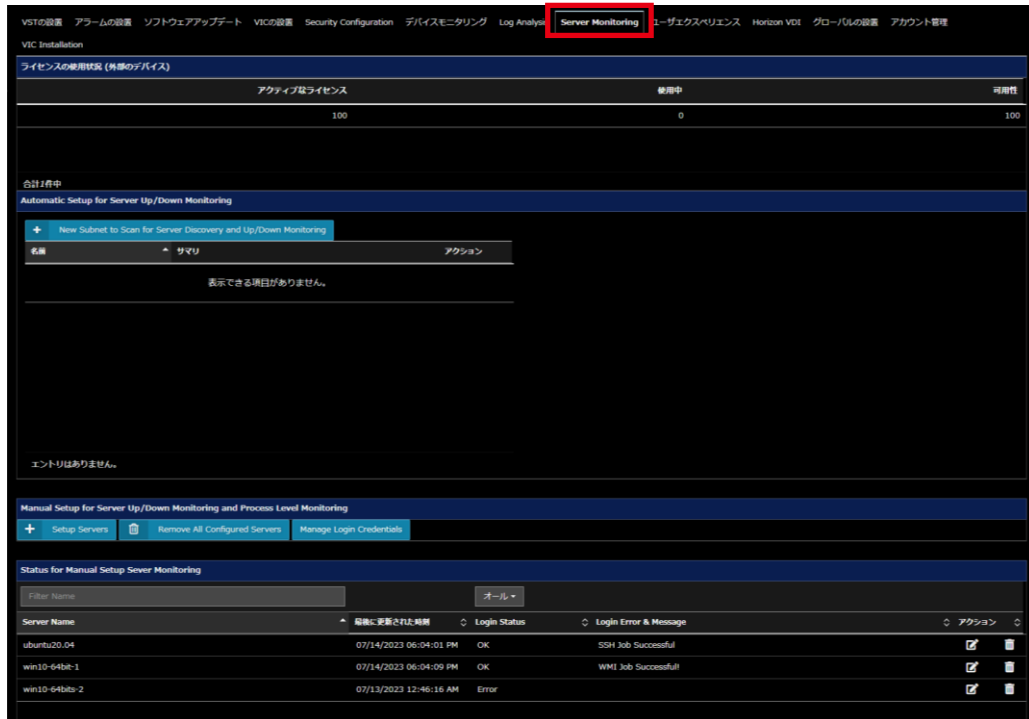 VSTの設置 アラームの設置 ソフトウェアアップデート VICの設置 Security Configuration デバイスモニタリング Log Analysis Server Monitoring ユーザエクスペリエンス Horizon VDI グローバルの設置 アカウント管理
VIC Installation
ライセンスの使用状況 (外部のデバイス)
アクティブなライセンス 使用中 可用性
100 0 100
合計1件中
Automatic Setup for Server Up/Down Monitoring
+ New Subnet to Scan for Server Discovery and Up/Down Monitoring
名前 サマリ アクション
表示できる項目がありません。
エントリはありません。
Manual Setup for Server Up/Down Monitoring and Process Level Monitoring
+ Setup Servers Remove All Configured Servers Manage Login Credentials
Status for Manual Setup Sever Monitoring
Filter Name オール
Server Name 最後に更新された時刻 Login Status Login Error & Message アクション
ubuntu20.04 07/14/2023 06:04:01 PM OK SSH Job Successful
win10-64bit-1 07/14/2023 06:04:09 PM OK WMI Job Successful!
win10-64bits-2 07/13/2023 12:46:16 AM Error